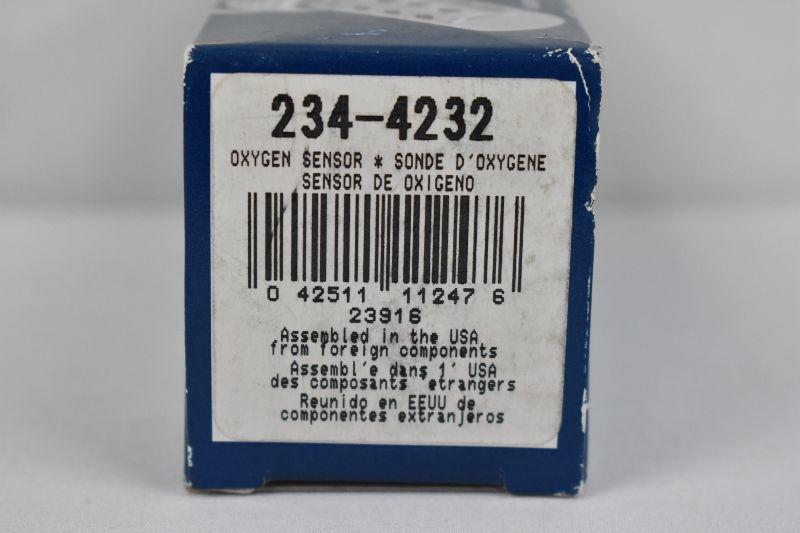 234-4232
OXYGEN SENSOR * SONDE D'OXYGENE
SENSOR DE OXIGENO
0 42511 11247 6
23916
Assembled in the USA
from foreign components
Assembl'e dans l' USA
des composants 'etrangers
Reunido en EEUU de
componentes extranjeros